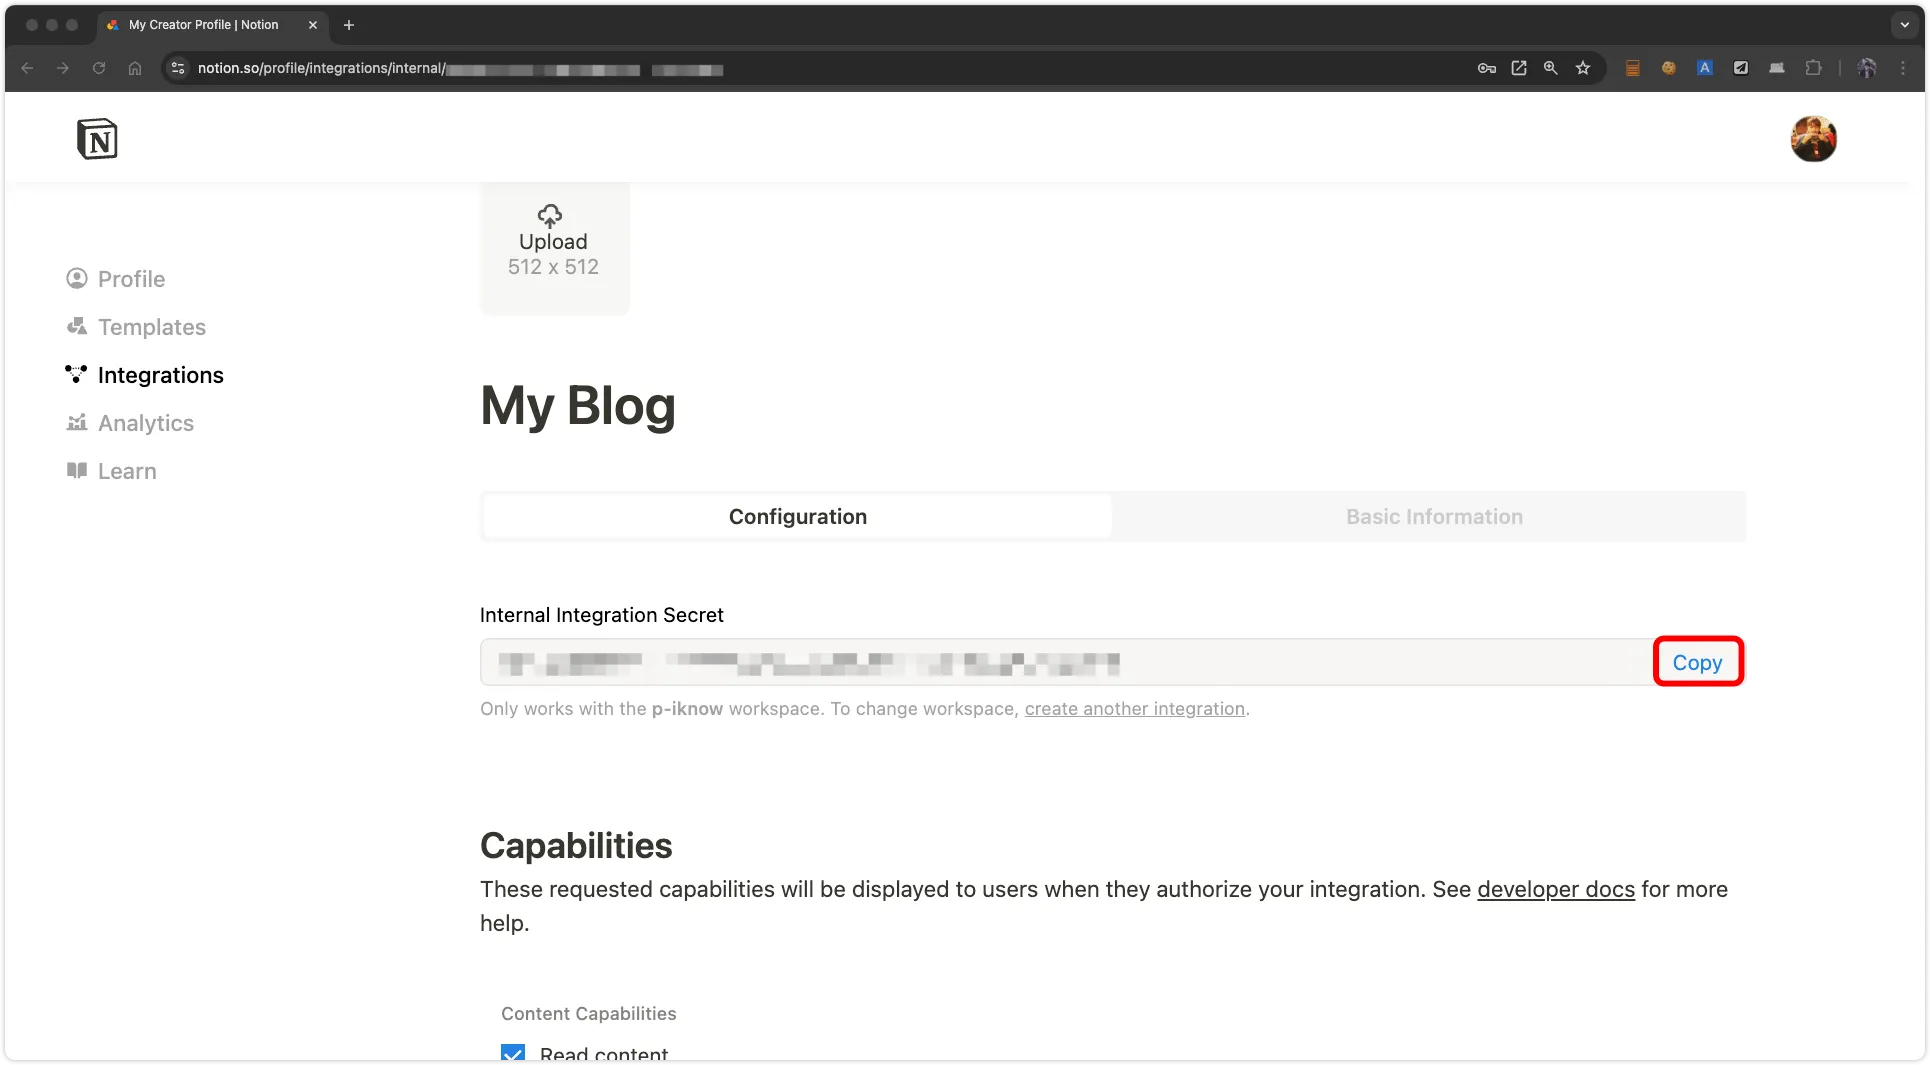 My Creator Profile | Notion
notion.so/profile/integrations/internal/
N
Upload
512 x 512
Profile
Templates
Integrations
Analytics
Learn
My Blog
Configuration
Basic Information
Internal Integration Secret
Copy
Only works with the p-iknow workspace. To change workspace, create another integration.
Capabilities
These requested capabilities will be displayed to users when they authorize your integration. See developer docs for more
help.
Content Capabilities
Read content